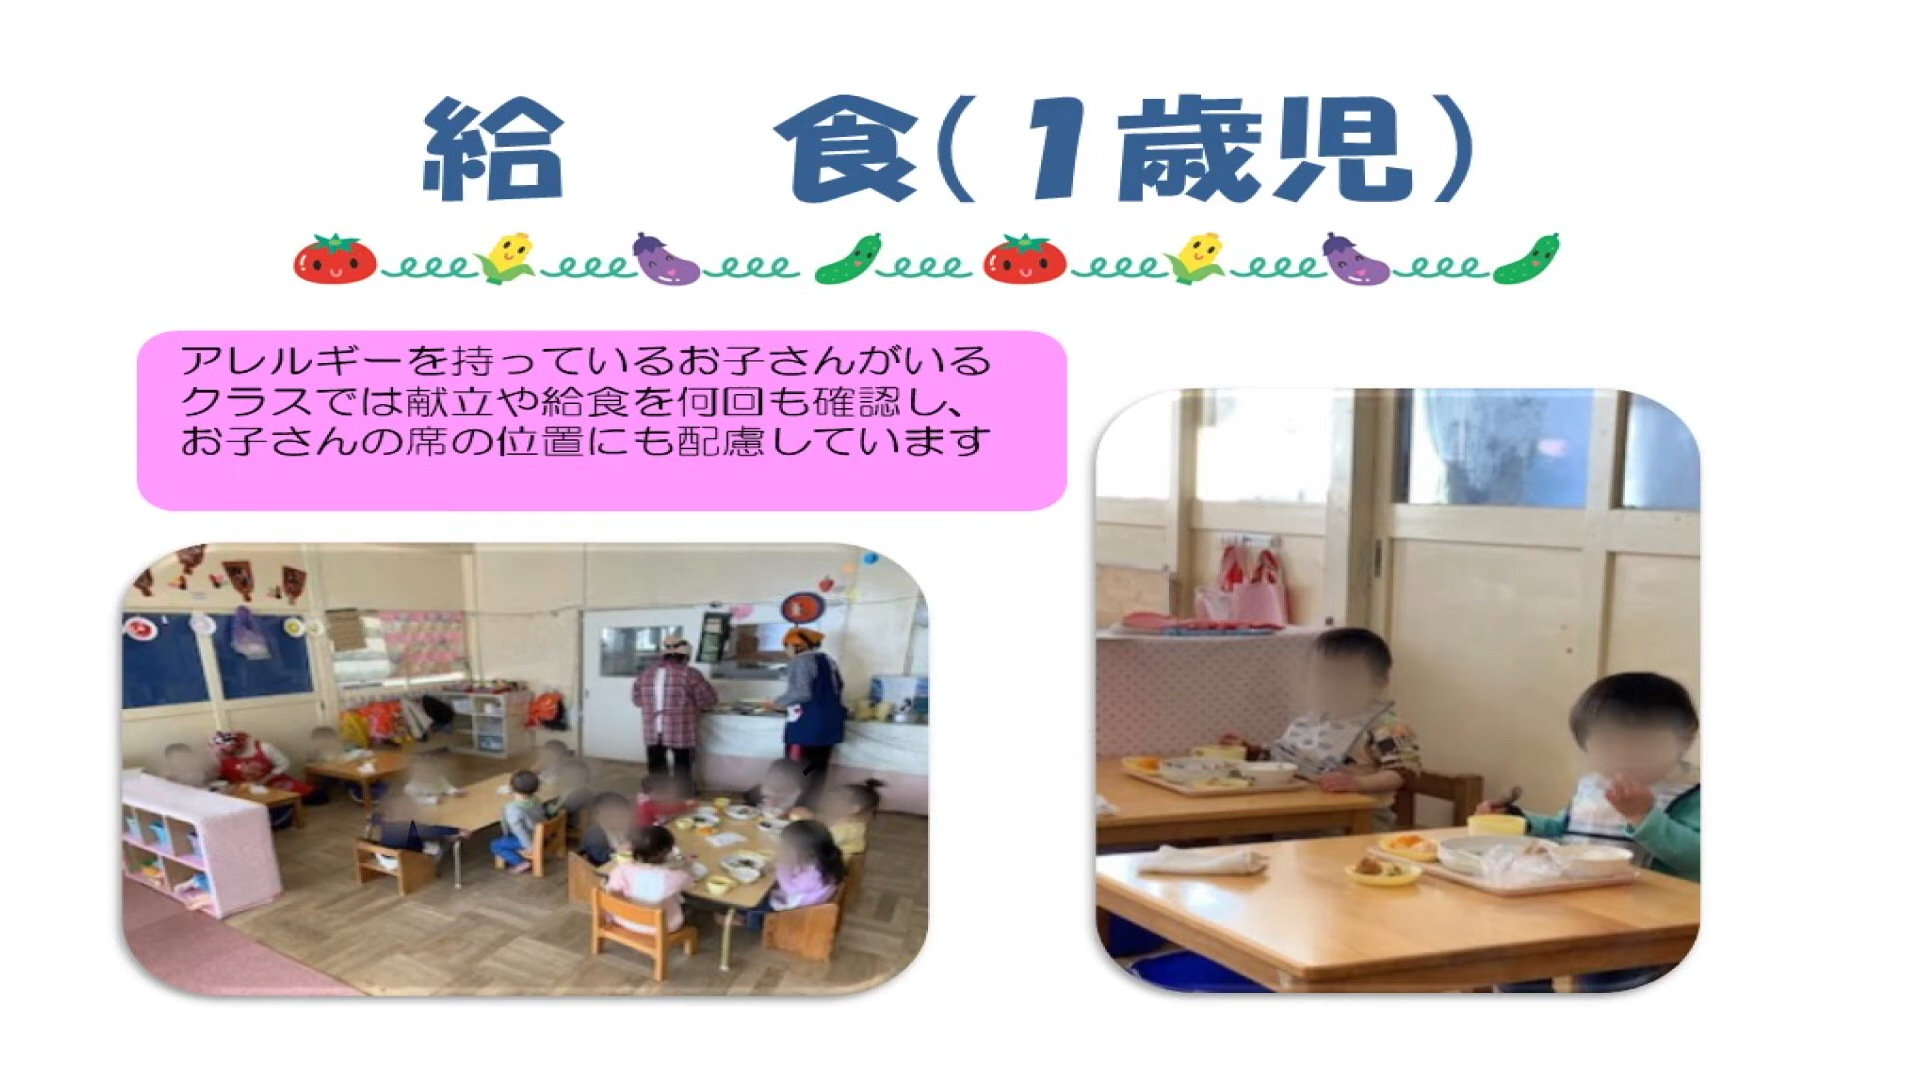 給　食(1歳児)
アレルギーを持っているお子さんがいる
クラスでは献立や給食を何回も確認し、
お子さんの席の位置にも配慮しています